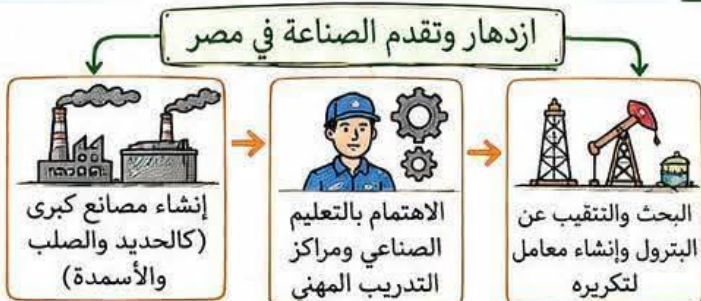 ازدهار وتقدم الصناعة في مصر
إنشاء مصانع كبرى
(كالحديد والصلب
والأسمدة)
الاهتمام بالتعليم
الصناعي ومراكز
التدريب المهني
البحث والتنقيب عن
البترول وإنشاء معامل
لتكريره